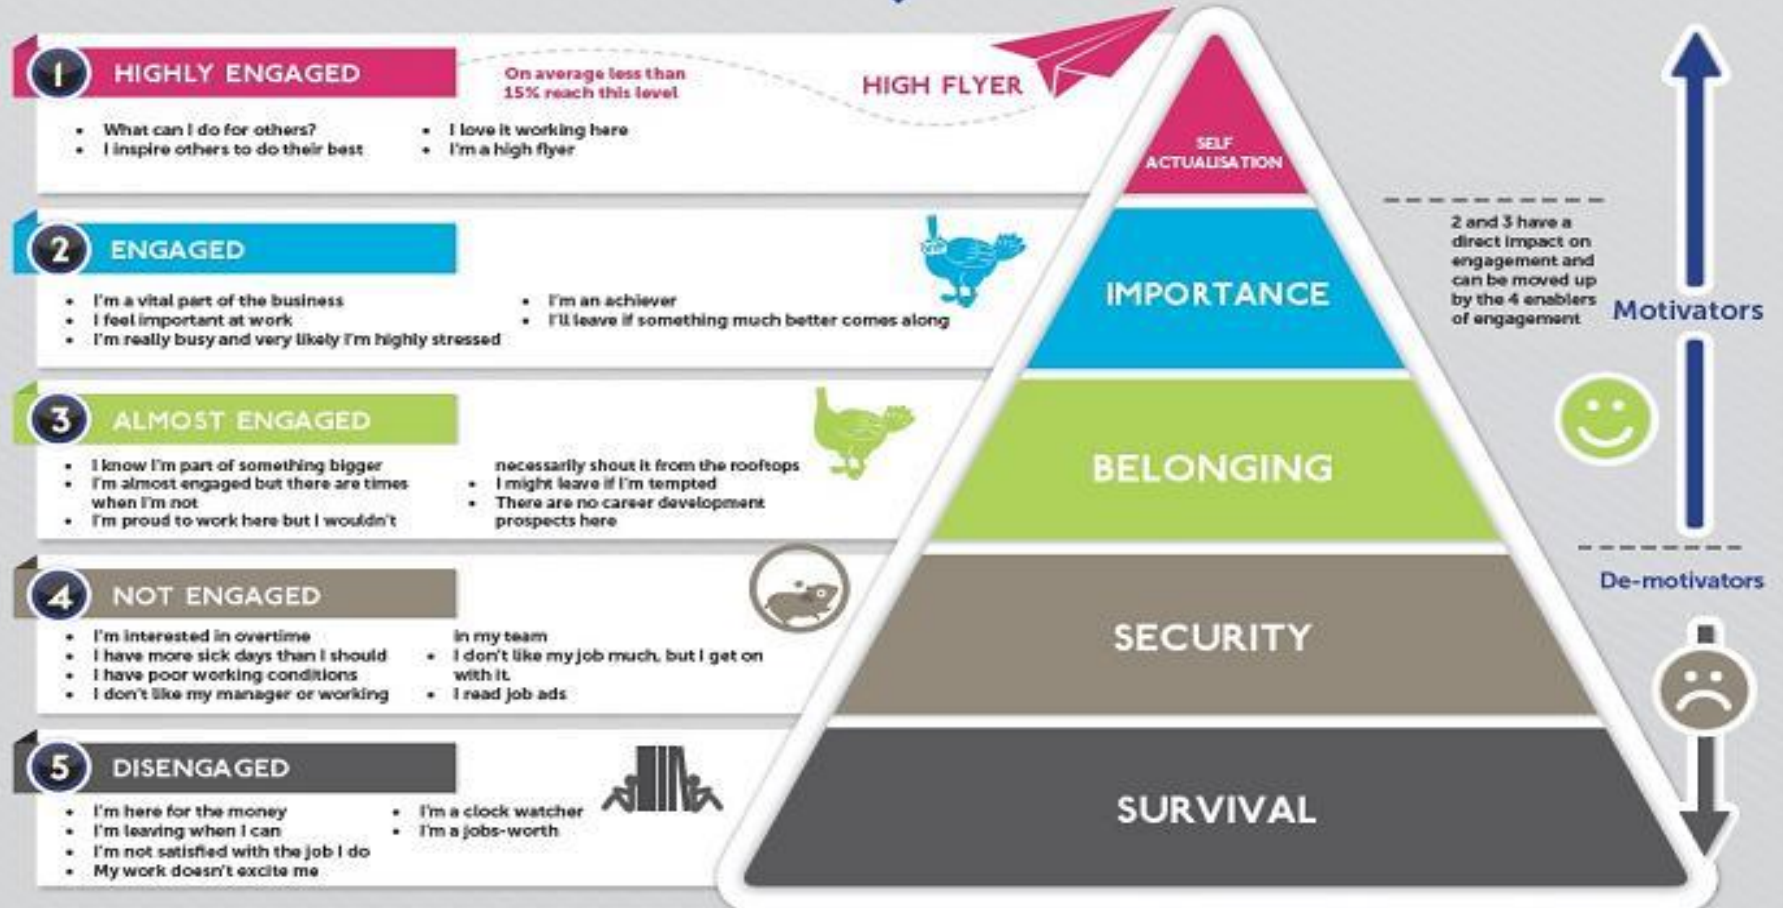 1
HIGHLY ENGAGED
On average less than
15% reach this level
HIGH FLYER
• What can I do for others?
• I inspire others to do their best
• I love it working here
• I'm a high flyer
SELF
ACTUALISATION
2
ENGAGED
• I'm a vital part of the business
• I feel important at work
• I'm really busy and very likely I'm highly stressed
• I'm an achiever
• I'll leave if something much better comes along
IMPORTANCE
2 and 3 have a
direct impact on
engagement and
can be moved up
by the 4 enablers
of engagement
Motivators
3
ALMOST ENGAGED
• I know I'm part of something bigger
• I'm almost engaged but there are times
when I'm not
• I'm proud to work here but I wouldn't
necessarily shout it from the rooftops
• I might leave if I'm tempted
• There are no career development
prospects here
BELONGING
De-motivators
4
NOT ENGAGED
• I'm interested in overtime
• I have more sick days than I should
• I have poor working conditions
• I don't like my manager or working
in my team
• I don't like my job much, but I get on
with it.
• I read job ads
SECURITY
5
DISENGAGED
• I'm here for the money
• I'm leaving when I can
• I'm not satisfied with the job I do
• My work doesn't excite me
• I'm a clock watcher
• I'm a jobs-worth
SURVIVAL